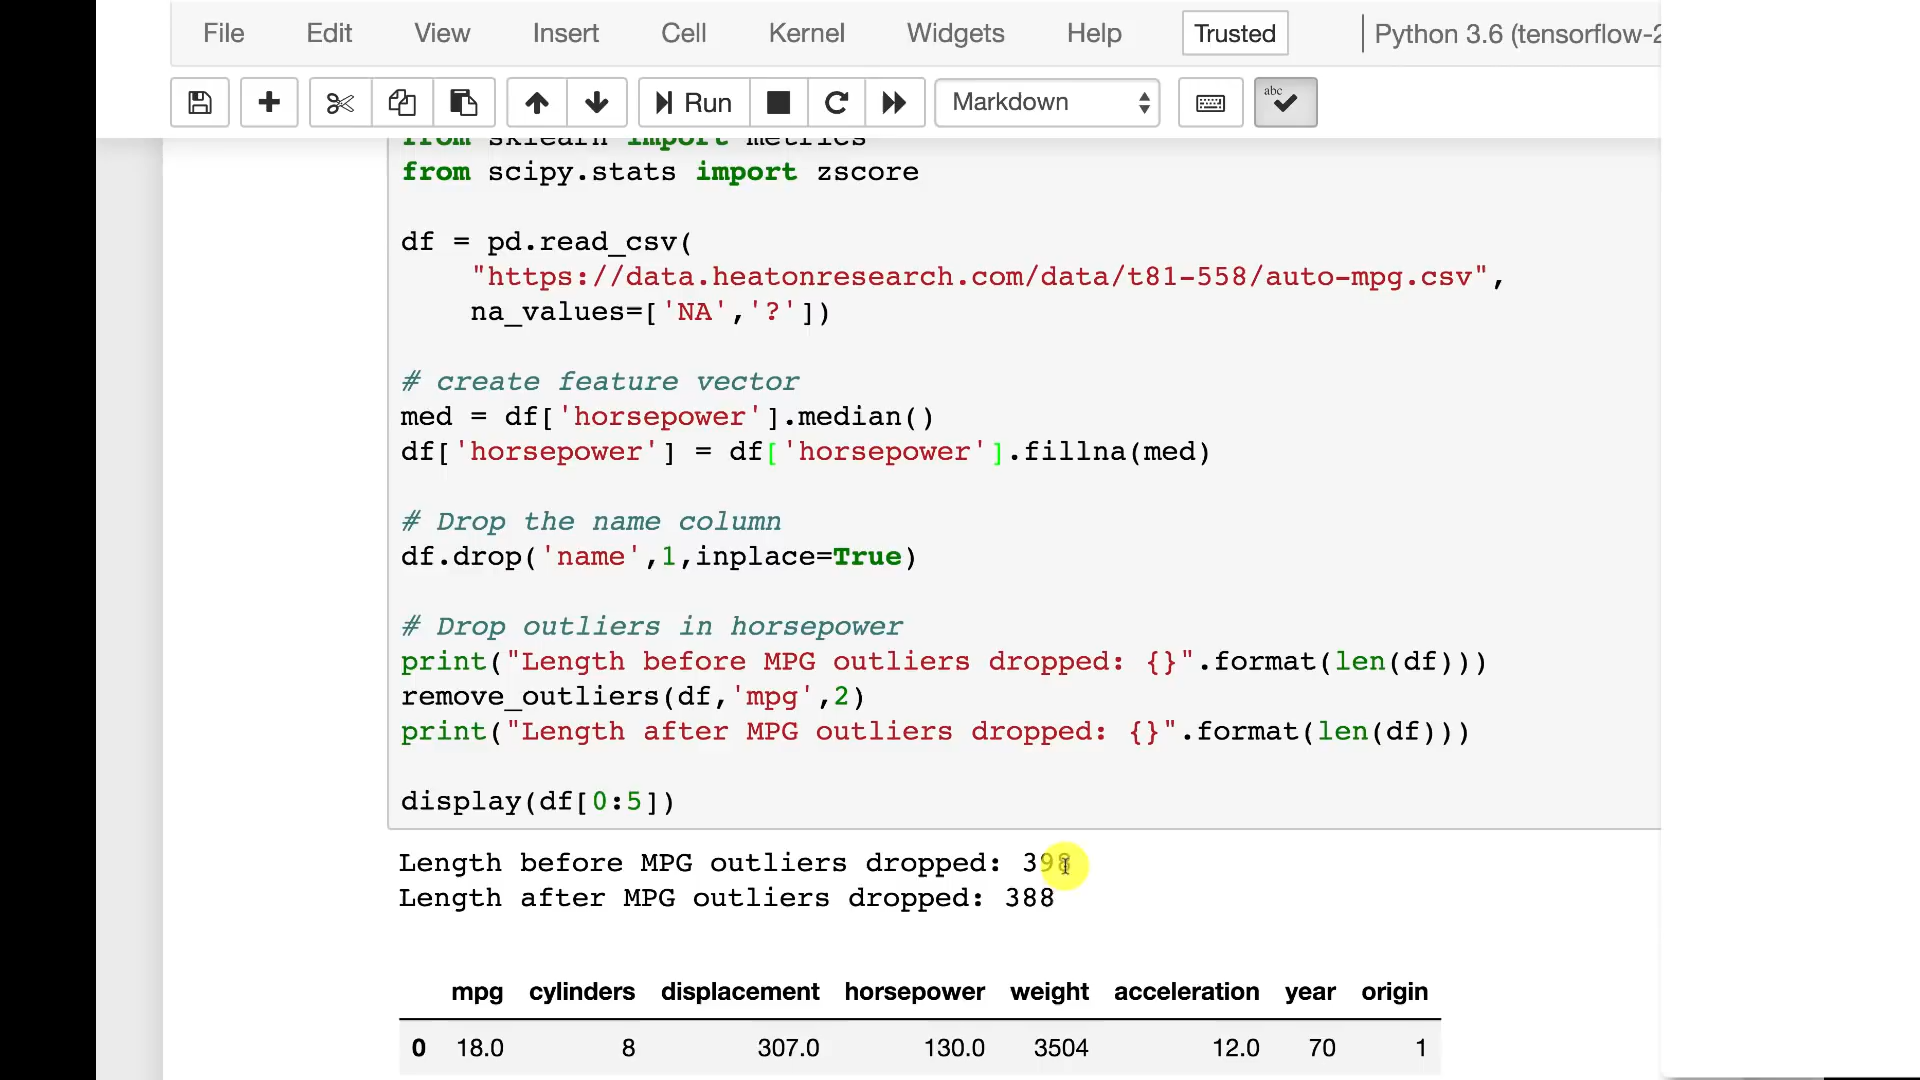 File Edit View Insert Cell Kernel Widgets Help Trusted Python 3.6 (tensorflow-2
Run Markdown abc
from sklearn import metrics
from scipy.stats import zscore
df = pd.read_csv(
"https://data.heatonresearch.com/data/t81-558/auto-mpg.csv",
na_values=['NA','?'])
# create feature vector
med = df['horsepower'].median()
df['horsepower'] = df['horsepower'].fillna(med)
# Drop the name column
df.drop('name',1,inplace=True)
# Drop outliers in horsepower
print("Length before MPG outliers dropped: {}".format(len(df)))
remove_outliers(df,'mpg',2)
print("Length after MPG outliers dropped: {}".format(len(df)))
display(df[0:5])
Length before MPG outliers dropped: 398
Length after MPG outliers dropped: 388
mpg cylinders displacement horsepower weight acceleration year origin
0 18.0 8 307.0 130.0 3504 12.0 70 1